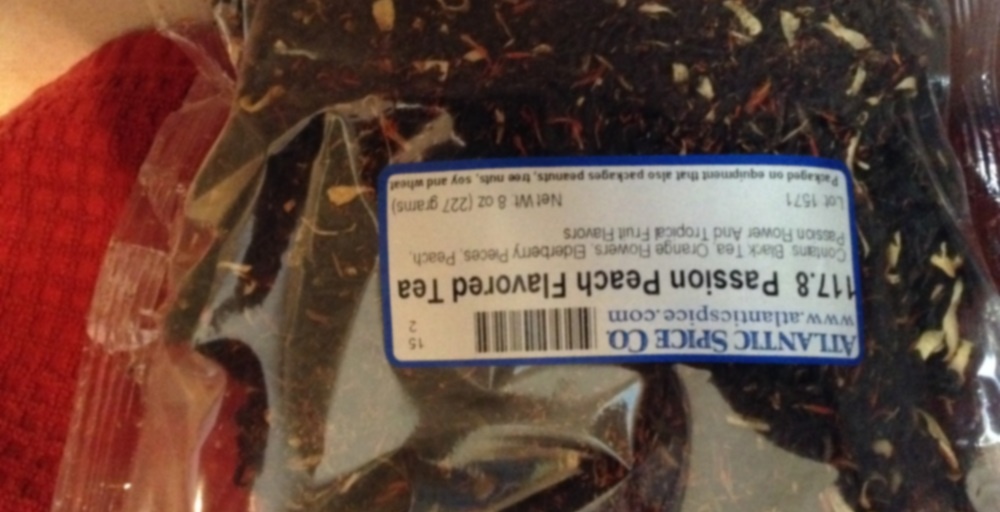 ATLANTIC SPICE CO.
www.atlanticspice.com
15
2
117.8 Passion Peach Flavored Tea
Contains Black Tea, Orange Flowers, Elderberry Pieces, Peach,
Passion Flower And Tropical Fruit Flavors
Lot 1571 Net Wt. 8 oz (227 grams)
Packaged on equipment that also packages peanuts, tree nuts, soy and wheat